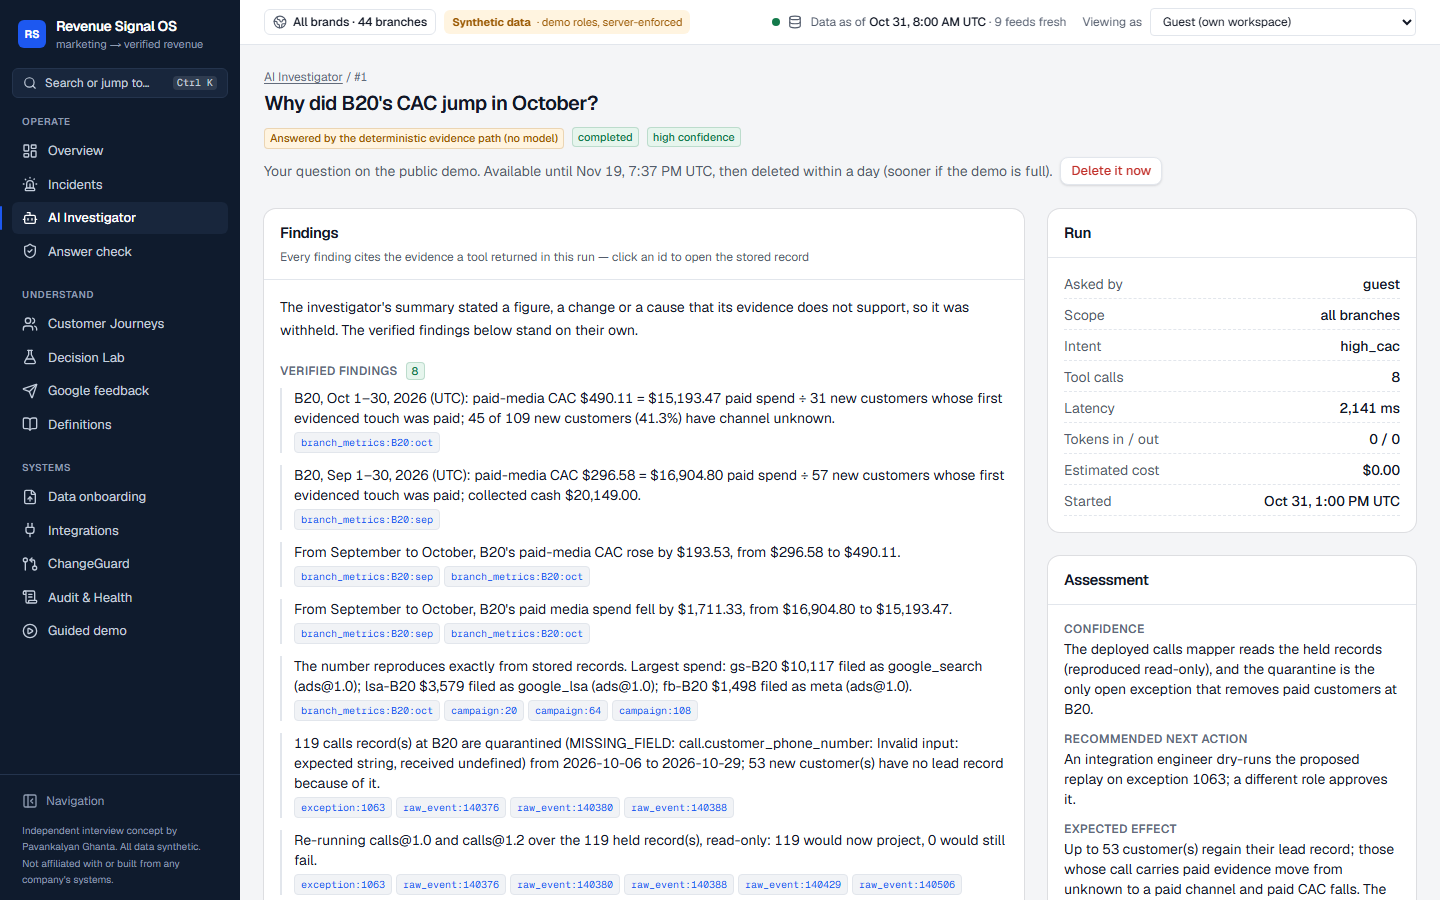 RS
Revenue Signal OS
marketing → verified revenue
Search or jump to... Ctrl K
OPERATE
Overview
Incidents
AI Investigator
Answer check
UNDERSTAND
Customer Journeys
Decision Lab
Google feedback
Definitions
SYSTEMS
Data onboarding
Integrations
ChangeGuard
Audit & Health
Guided demo
Navigation
Independent interview concept by
Pavankalyan Ghanta. All data synthetic.
Not affiliated with or built from any
company's systems.
All brands · 44 branches
Synthetic data · demo roles, server-enforced
Data as of Oct 31, 8:00 AM UTC · 9 feeds fresh
Viewing as Guest (own workspace)
AI Investigator / #1
Why did B20's CAC jump in October?
Answered by the deterministic evidence path (no model) completed high confidence
Your question on the public demo. Available until Nov 19, 7:37 PM UTC, then deleted within a day (sooner if the demo is full). Delete it now
Findings
Every finding cites the evidence a tool returned in this run — click an id to open the stored record
The investigator's summary stated a figure, a change or a cause that its evidence does not support, so it was
withheld. The verified findings below stand on their own.
VERIFIED FINDINGS 8
B20, Oct 1–30, 2026 (UTC): paid-media CAC $490.11 = $15,193.47 paid spend ÷ 31 new customers whose first
evidenced touch was paid; 45 of 109 new customers (41.3%) have channel unknown.
branch_metrics:B20:oct
B20, Sep 1–30, 2026 (UTC): paid-media CAC $296.58 = $16,904.80 paid spend ÷ 57 new customers whose first
evidenced touch was paid; collected cash $20,149.00.
branch_metrics:B20:sep
From September to October, B20's paid-media CAC rose by $193.53, from $296.58 to $490.11.
branch_metrics:B20:sep branch_metrics:B20:oct
From September to October, B20's paid media spend fell by $1,711.33, from $16,904.80 to $15,193.47.
branch_metrics:B20:sep branch_metrics:B20:oct
The number reproduces exactly from stored records. Largest spend: gs-B20 $10,117 filed as google_search
(ads@1.0); lsa-B20 $3,579 filed as google_lsa (ads@1.0); fb-B20 $1,498 filed as meta (ads@1.0).
branch_metrics:B20:oct campaign:20 campaign:64 campaign:108
119 calls record(s) at B20 are quarantined (MISSING_FIELD: call.customer_phone_number: Invalid input:
expected string, received undefined) from 2026-10-06 to 2026-10-29; 53 new customer(s) have no lead record
because of it.
exception:1063 raw_event:140376 raw_event:140380 raw_event:140388
Re-running calls@1.0 and calls@1.2 over the 119 held record(s), read-only: 119 would now project, 0 would still
fail.
exception:1063 raw_event:140376 raw_event:140380 raw_event:140388 raw_event:140429 raw_event:140506
Run
Asked by guest
Scope all branches
Intent high_cac
Tool calls 8
Latency 2,141 ms
Tokens in / out 0 / 0
Estimated cost $0.00
Started Oct 31, 1:00 PM UTC
Assessment
CONFIDENCE
The deployed calls mapper reads the held records
(reproduced read-only), and the quarantine is the
only open exception that removes paid customers at
B20.
RECOMMENDED NEXT ACTION
An integration engineer dry-runs the proposed
replay on exception 1063; a different role approves
it.
EXPECTED EFFECT
Up to 53 customer(s) regain their lead record; those
whose call carries paid evidence move from
unknown to a paid channel and paid CAC falls. The